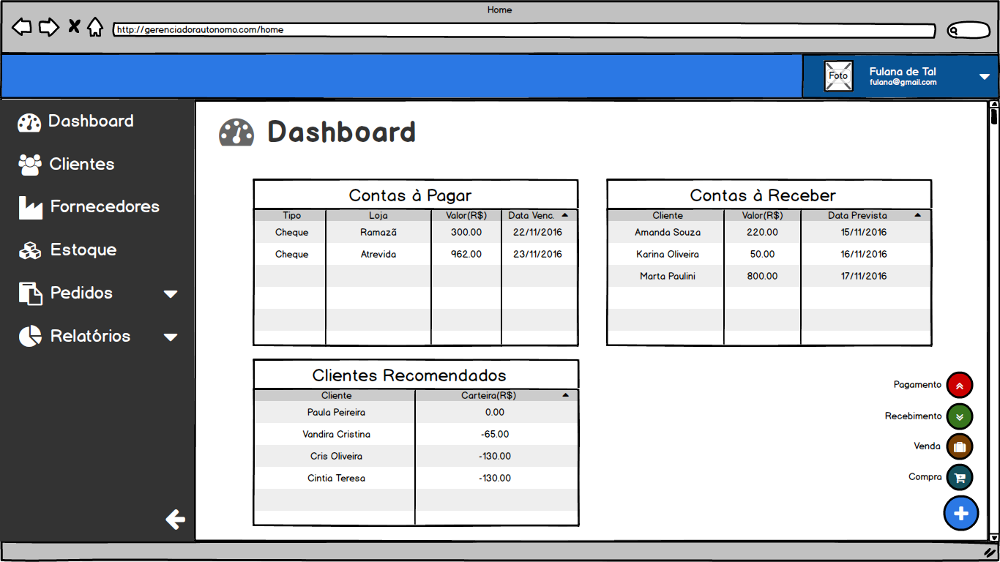 Home
http://gerenciadorautonomo.com/home
Foto
Fulana de Tal
fulana@gmail.com
Dashboard
Clientes
Fornecedores
Estoque
Pedidos
Relatórios
Dashboard
Contas à Pagar
Tipo Loja Valor(R$) Data Venc.
Cheque Ramazã 300.00 22/11/2016
Cheque Atrevida 962.00 23/11/2016
Contas à Receber
Cliente Valor(R$) Data Prevista
Amanda Souza 220.00 15/11/2016
Karina Oliveira 50.00 16/11/2016
Marta Paulini 800.00 17/11/2016
Clientes Recomendados
Cliente Carteira(R$)
Paula Peireira 0.00
Vandira Cristina -65.00
Cris Oliveira -130.00
Cintia Teresa -130.00
Pagamento
Recebimento
Venda
Compra